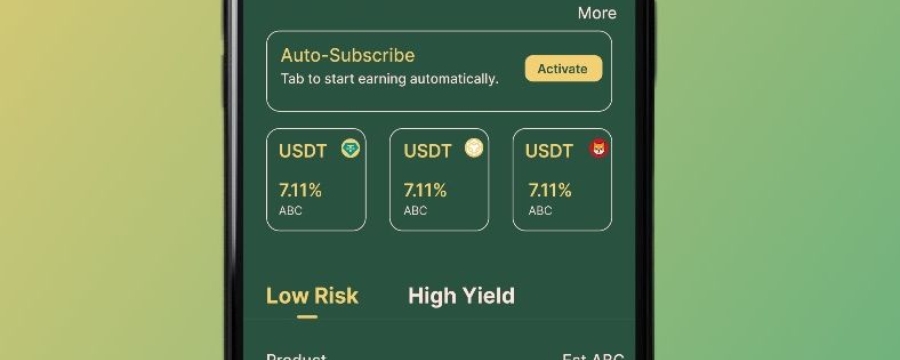 More
Auto-Subscribe
Tab to start earning automatically.
Activate
USDT USDT USDT
7.11% 7.11% 7.11%
ABC ABC ABC
Low Risk High Yield
Product Est ABC